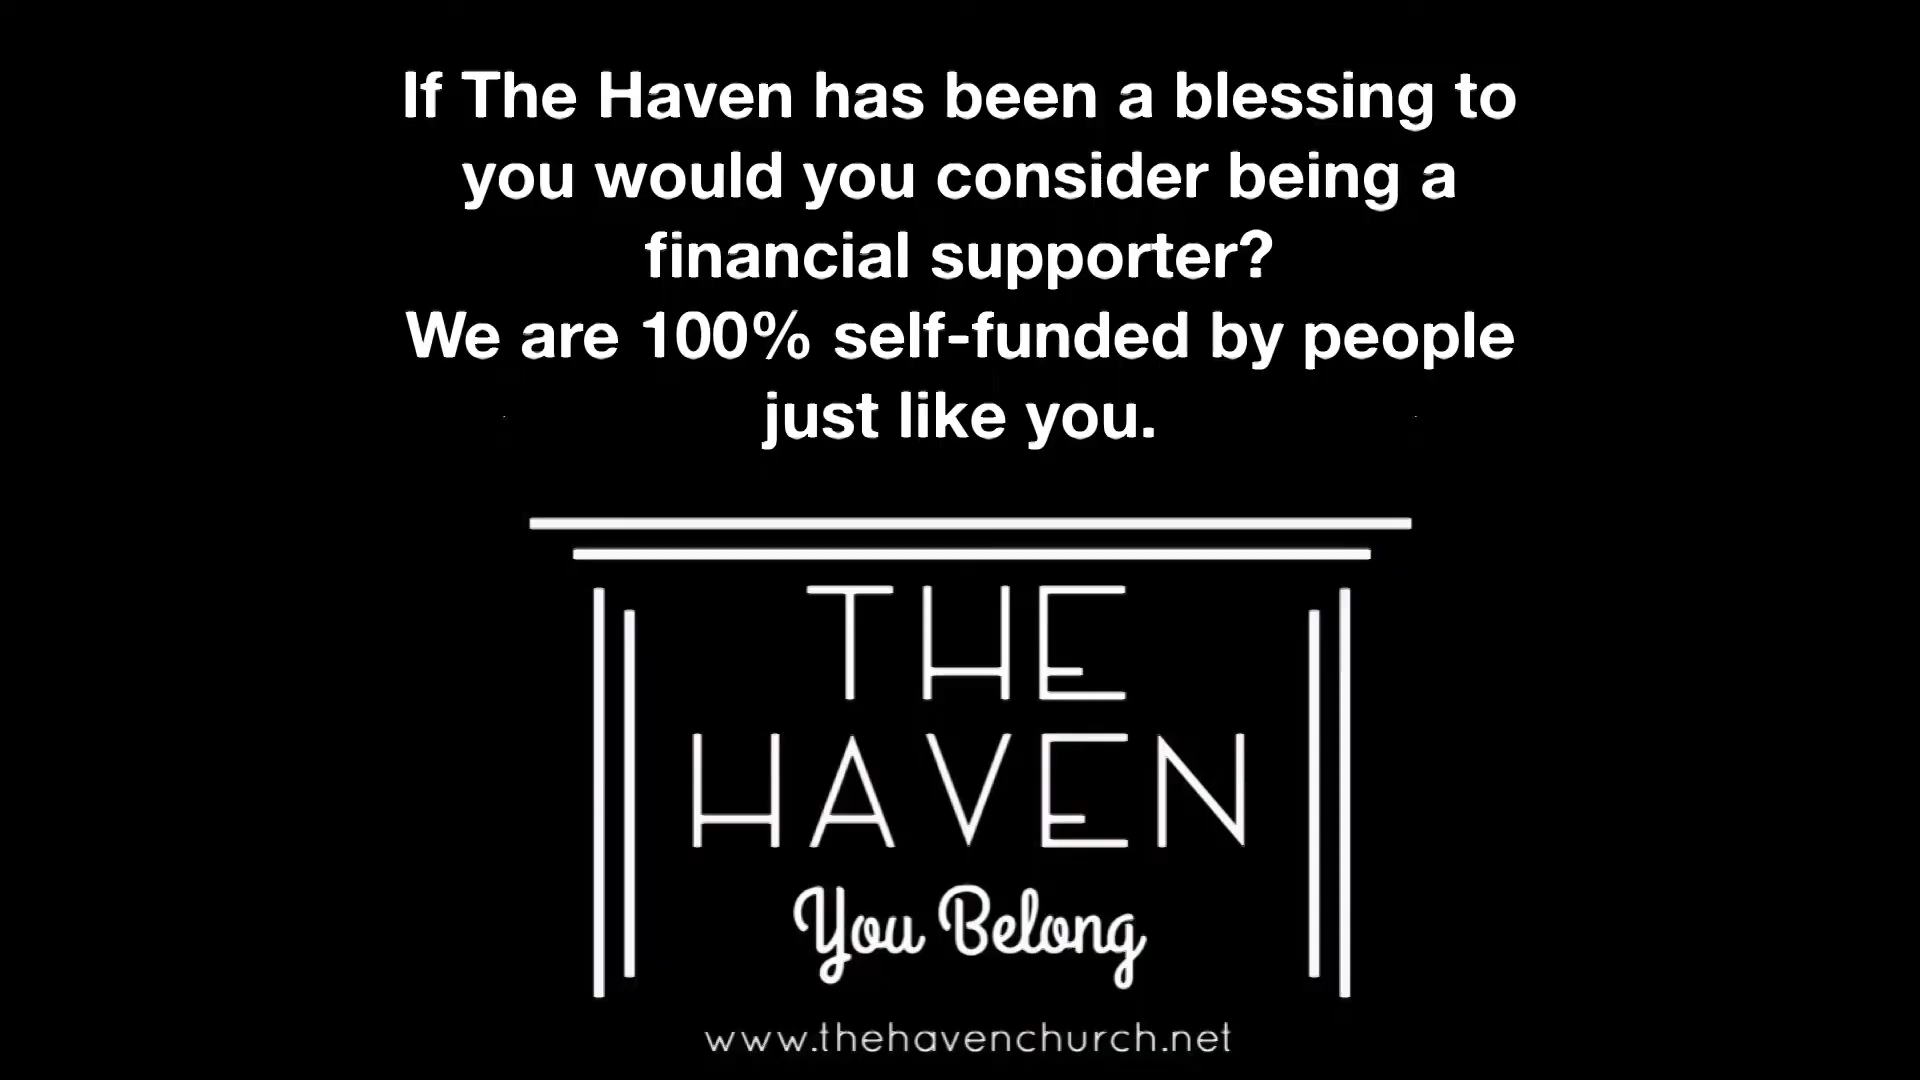 If The Haven has been a blessing to
you would you consider being a
financial supporter?
We are 100% self-funded by people
just like you.
THE
HAVEN
You Belong
www.thehavenchurch.net